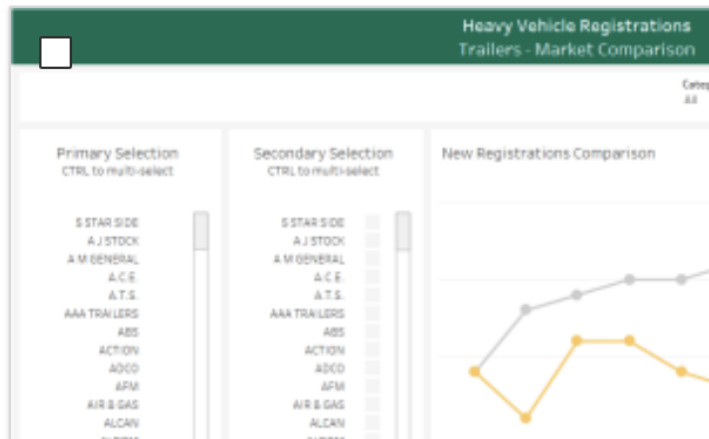 Heavy Vehicle Registrations
Trailers - Market Comparison
Categ
All
Primary Selection
CTRL to multi-select
S STAR SIDE
A J STOCK
A M GENERAL
A.C.E.
A.T.S.
AAA TRAILERS
ABS
ACTION
ADCO
AFM
AIR & GAS
ALCAN
Secondary Selection
CTRL to multi-select
S STAR SIDE
A J STOCK
A M GENERAL
A.C.E.
A.T.S.
AAA TRAILERS
ABS
ACTION
ADCO
AFM
AIR & GAS
ALCAN
New Registrations Comparison